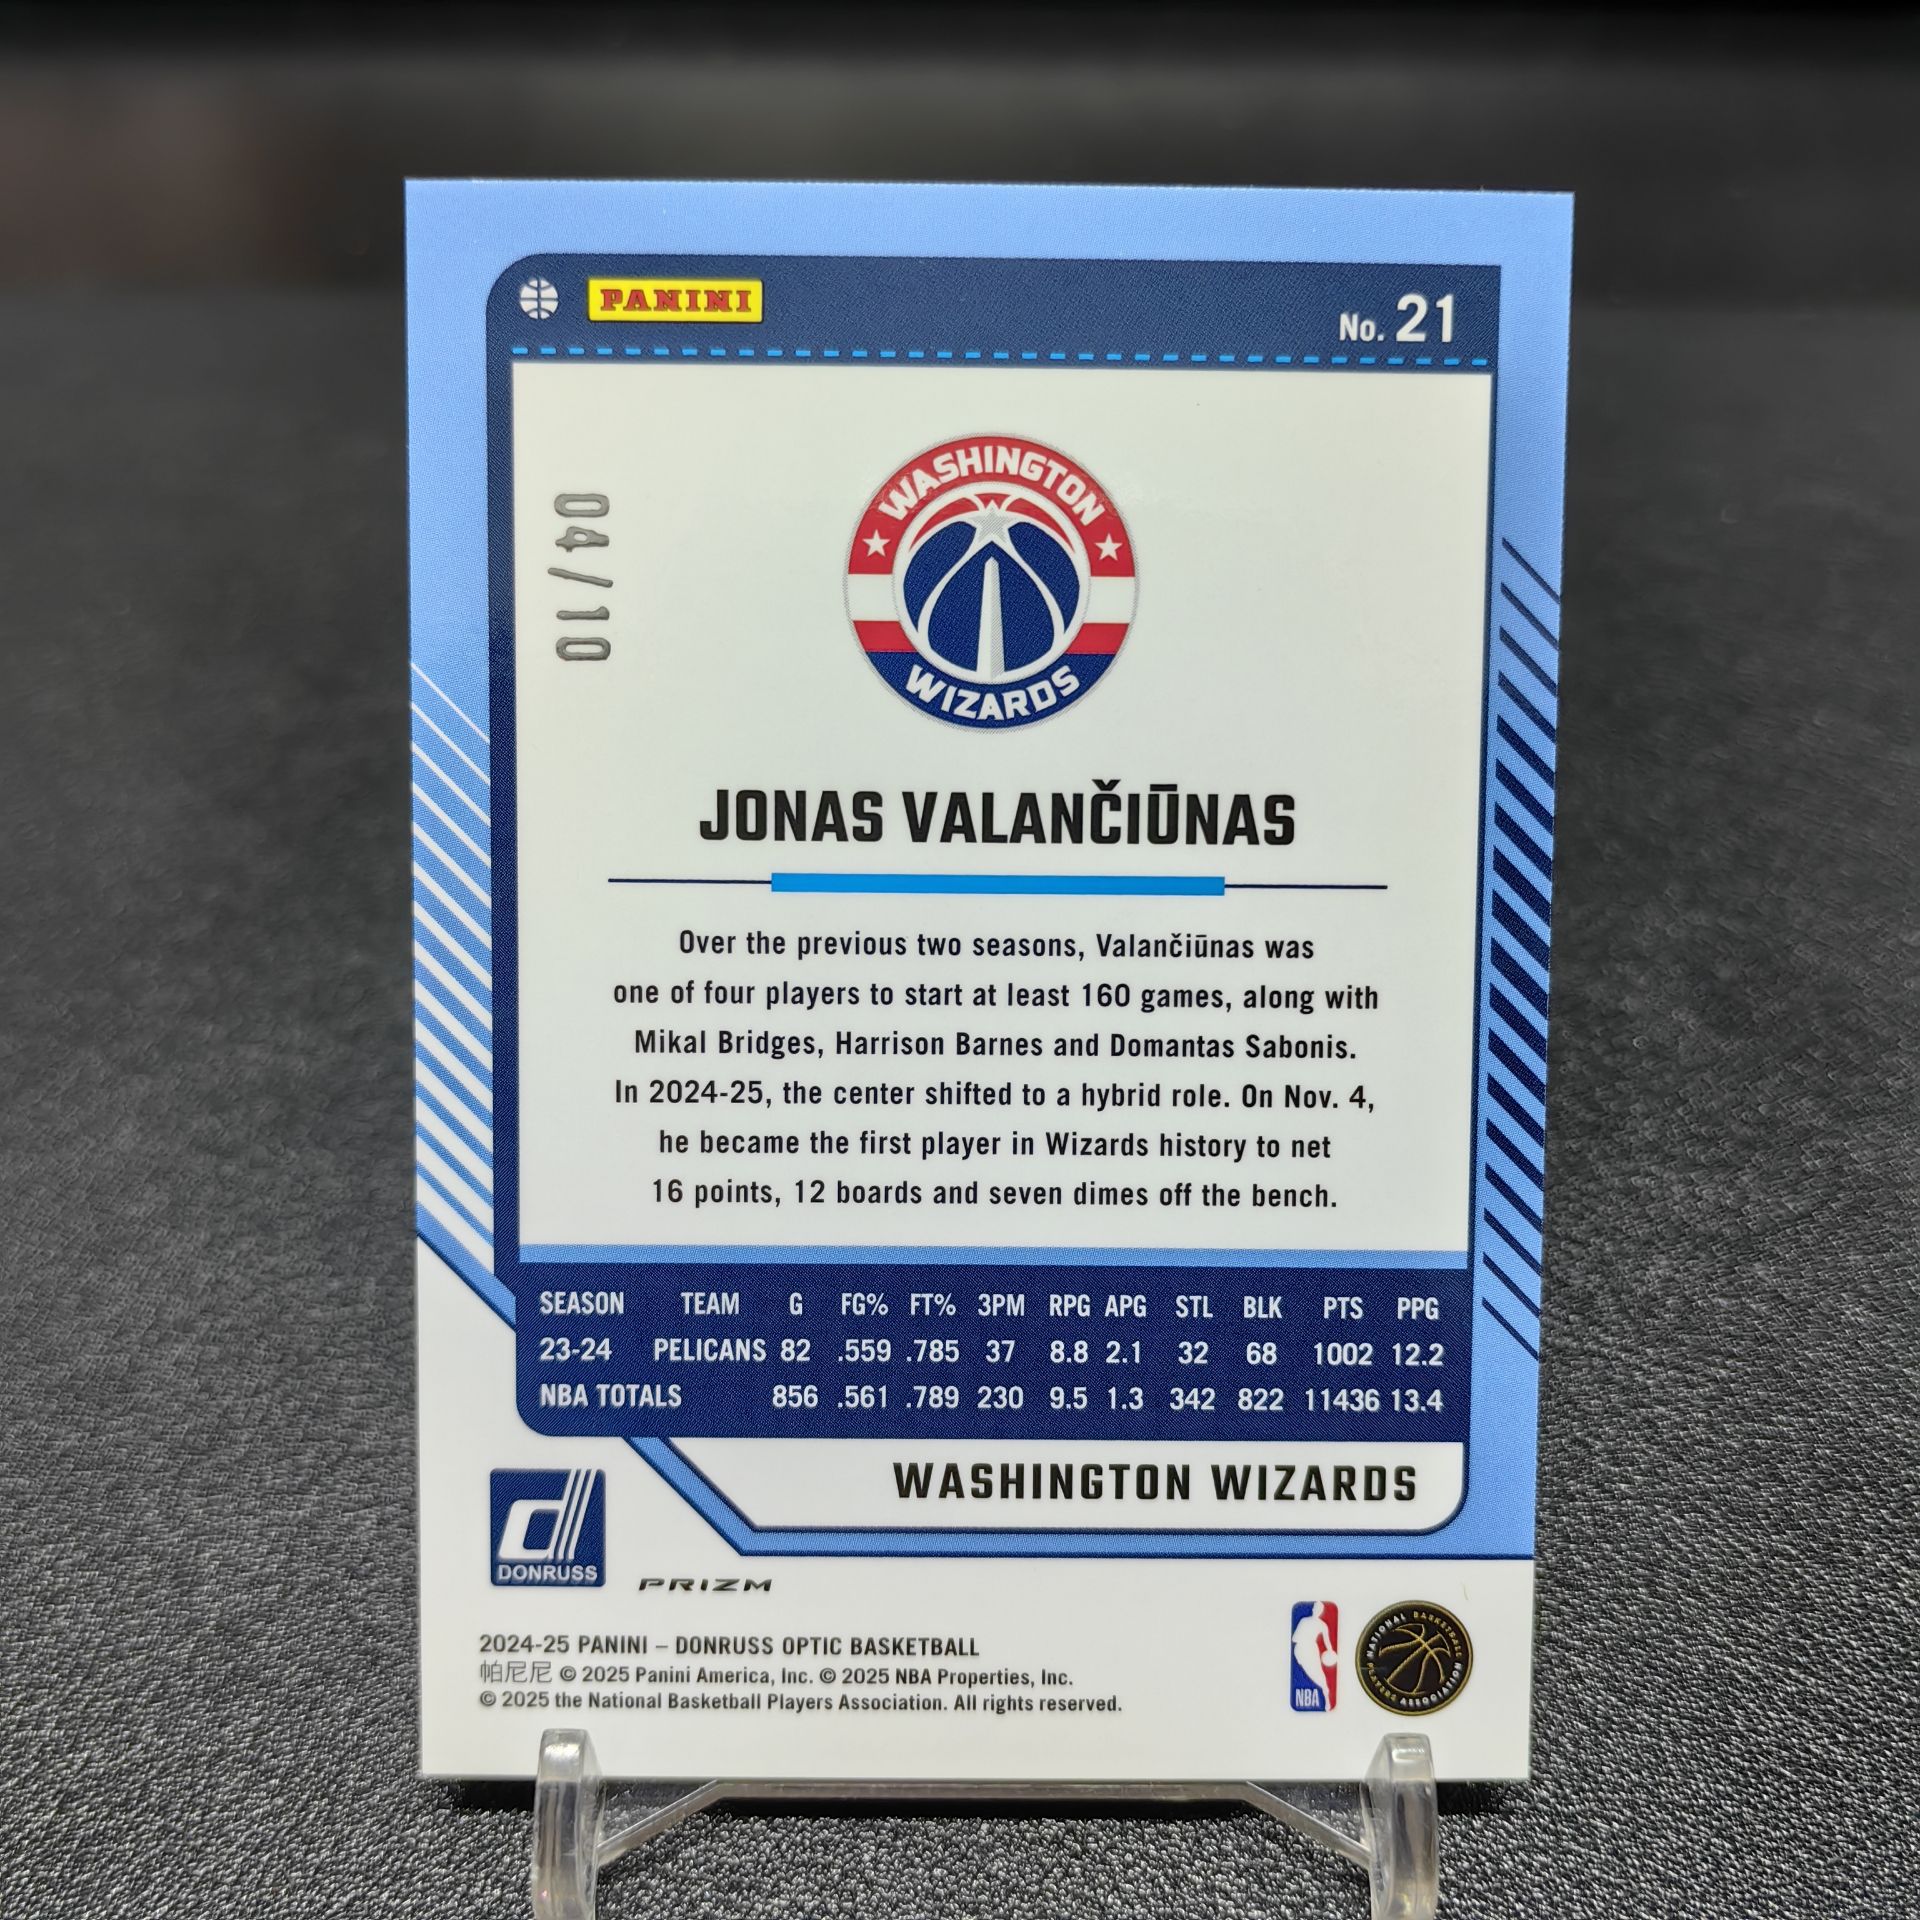 PANINI
No. 21
04/10
WASHINGTON
WIZARDS
JONAS VALANČIŪNAS
Over the previous two seasons, Valančiūnas was
one of four players to start at least 160 games, along with
Mikal Bridges, Harrison Barnes and Domantas Sabonis.
In 2024-25, the center shifted to a hybrid role. On Nov. 4,
he became the first player in Wizards history to net
16 points, 12 boards and seven dimes off the bench.
SEASON TEAM G FG% FT% 3PM RPG APG STL BLK PTS PPG
23-24 PELICANS 82 .559 .785 37 8.8 2.1 32 68 1002 12.2
NBA TOTALS 856 .561 .789 230 9.5 1.3 342 822 11436 13.4
WASHINGTON WIZARDS
d
DONRUSS
PRIZM
2024-25 PANINI – DONRUSS OPTIC BASKETBALL
帕尼尼 © 2025 Panini America, Inc. © 2025 NBA Properties, Inc.
© 2025 the National Basketball Players Association. All rights reserved.
NBA
NATIONAL BASKETBALL
PLAYERS ASSOCIATION